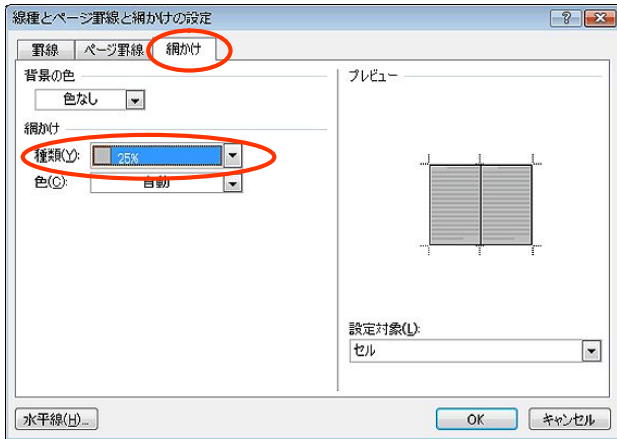 線種とページ罫線と網かけの設定
罫線 ページ罫線 網かけ
背景の色
色なし
網かけ
種類(Y): 25%
色(C): 自動
プレビュー
設定対象(L):
セル
水平線(H)... OK キャンセル